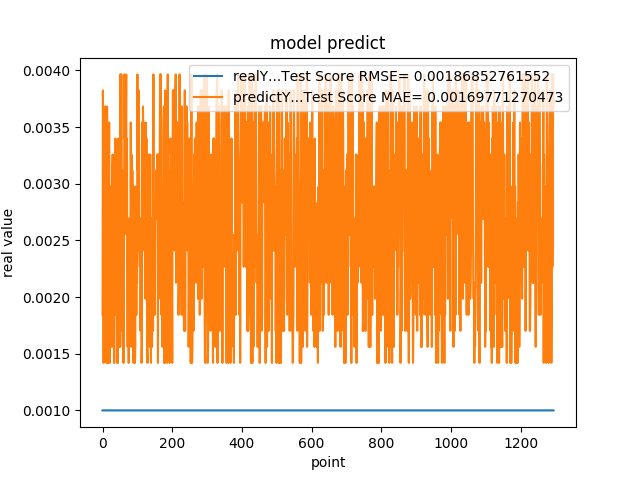 model predict
realY...Test Score RMSE= 0.00186852761552
predictY...Test Score MAE= 0.00169771270473
0.0040
0.0035
0.0030
0.0025
0.0020
0.0015
0.0010
real value
0 200 400 600 800 1000 1200
point